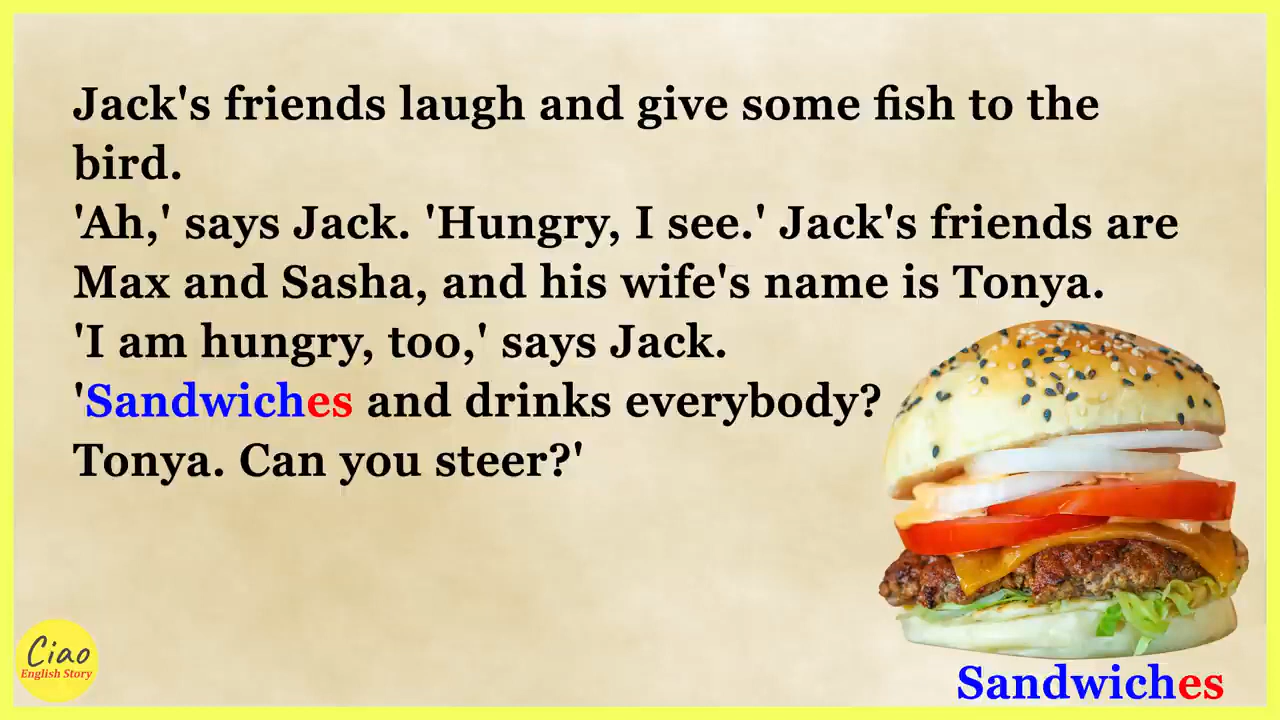 Jack's friends laugh and give some fish to the
bird.
'Ah,' says Jack. 'Hungry, I see.' Jack's friends are
Max and Sasha, and his wife's name is Tonya.
'I am hungry, too,' says Jack.
'Sandwiches and drinks everybody?
Tonya. Can you steer?'
Sandwiches
Ciao
English Story